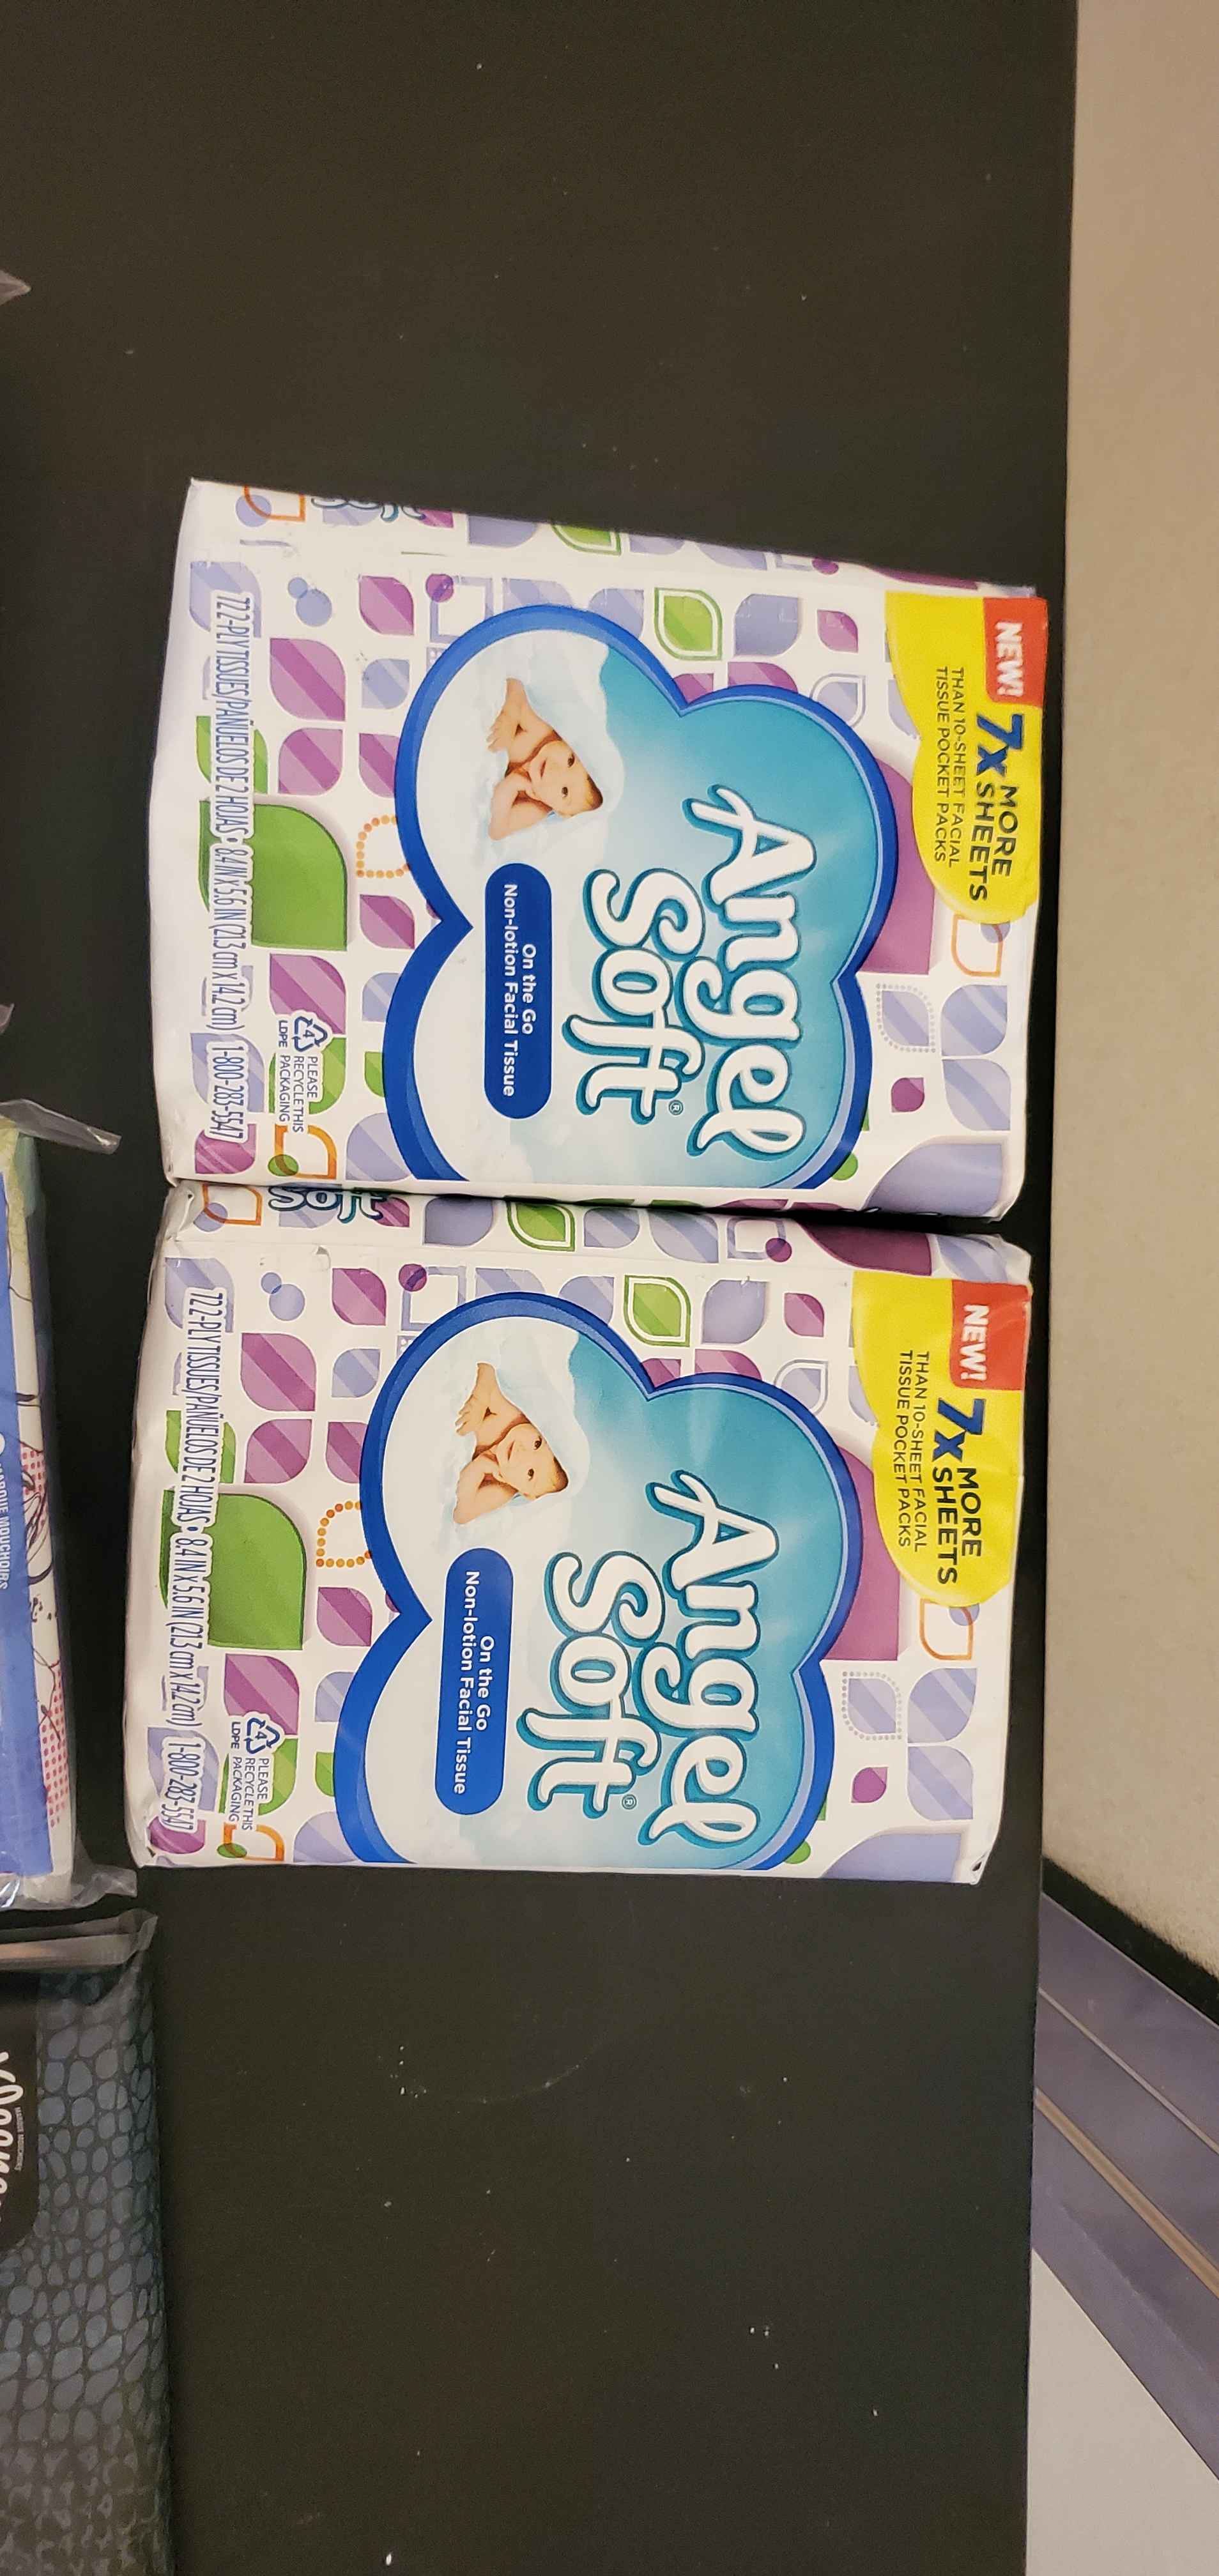 NEW!
7x MORE
SHEETS
THAN 10-SHEET FACIAL
TISSUE POCKET PACKS
Angel
Soft®
On the Go
Non-lotion Facial Tissue
PLEASE
RECYCLE THIS
PACKAGING
4
LDPE
72 2-PLY TISSUES/PAÑUELOS DE 2 HOJAS • 8.4 IN X 5.6 IN (21.3 cm x 14.2 cm) 1-800-283-5547
Soft
NEW!
7x MORE
SHEETS
THAN 10-SHEET FACIAL
TISSUE POCKET PACKS
Angel
Soft®
On the Go
Non-lotion Facial Tissue
PLEASE
RECYCLE THIS
PACKAGING
4
LDPE
72 2-PLY TISSUES/PAÑUELOS DE 2 HOJAS • 8.4 IN X 5.6 IN (21.3 cm x 14.2 cm) 1-800-283-5547
Soft
MOUCHOIRS